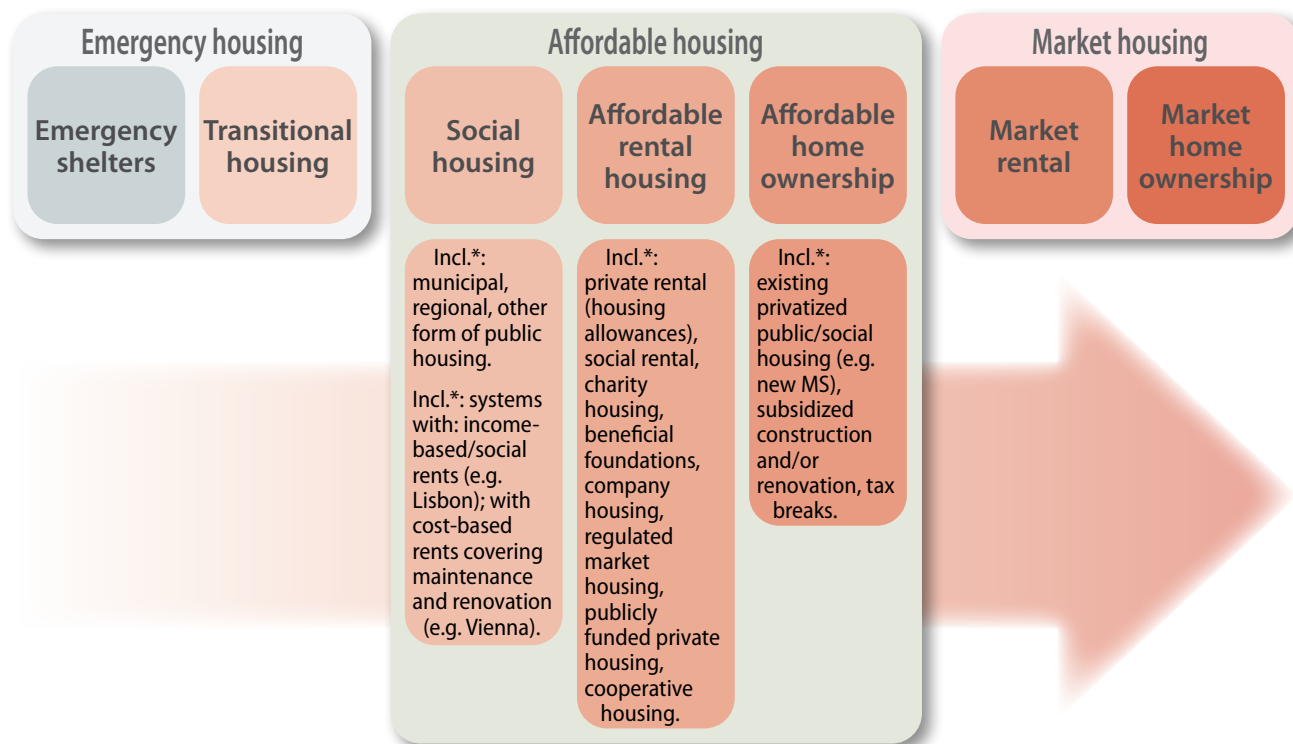 Emergency housing
Emergency
shelters
Transitional
housing
Affordable housing
Social
housing
Affordable
rental
housing
Affordable
home
ownership
Incl.*:
municipal,
regional, other
form of public
housing.
Incl.*: systems
with: income-
based/social
rents (e.g.
Lisbon); with
cost-based
rents covering
maintenance
and renovation
(e.g. Vienna).
Incl.*:
private rental
(housing
allowances),
social rental,
charity
housing,
beneficial
foundations,
company
housing,
regulated
market
housing,
publicly
funded private
housing,
cooperative
housing.
Incl.*:
existing
privatized
public/social
housing (e.g.
new MS),
subsidized
construction
and/or
renovation, tax
breaks.
Market housing
Market
rental
Market
home
ownership